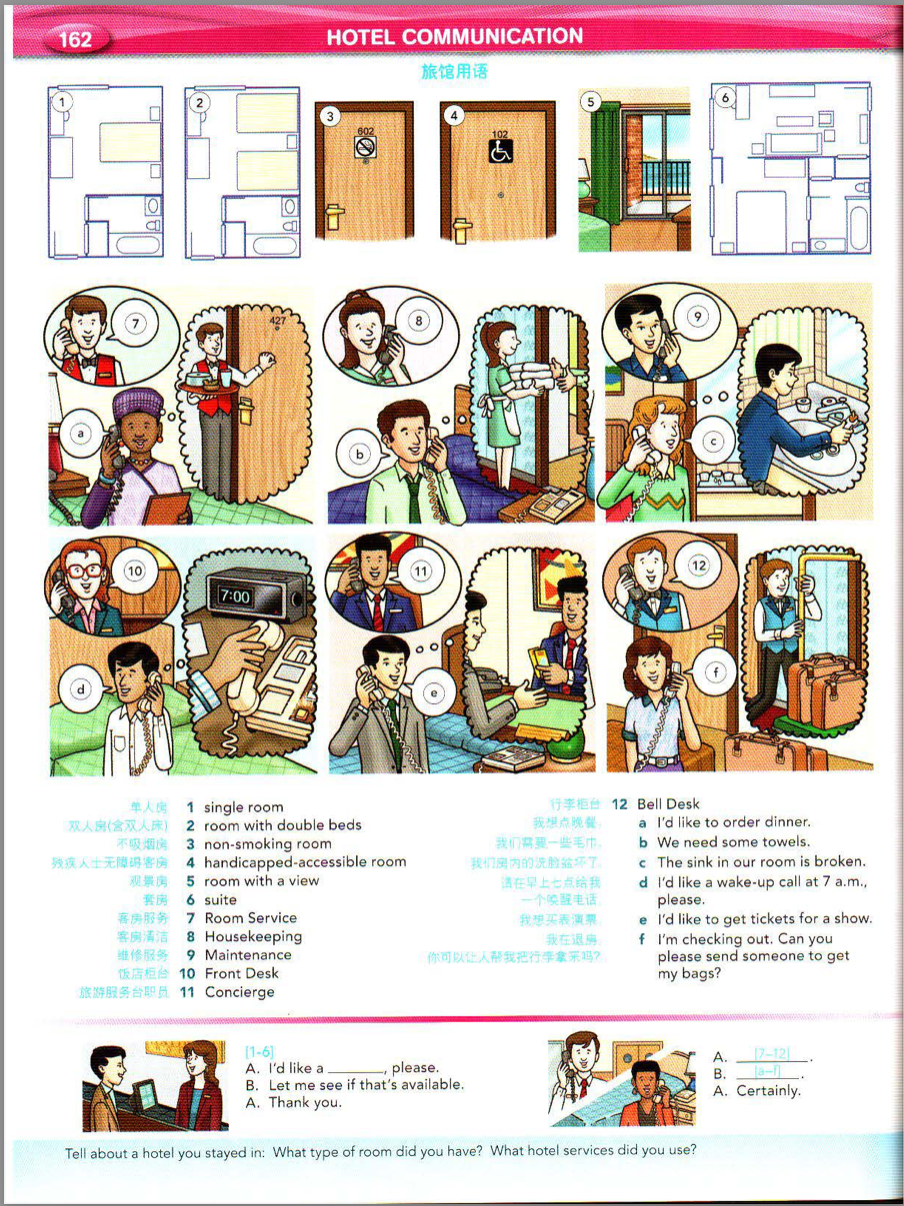 162
HOTEL COMMUNICATION
旅馆用语
1
2
3
602
4
102
5
6
7
427
a
8
b
9
c
10
7:00
d
11
e
12
f
单人房 1 single room
双人房(含双人床) 2 room with double beds
不吸烟房 3 non-smoking room
残疾人士无障碍客房 4 handicapped-accessible room
观景房 5 room with a view
套房 6 suite
客房服务 7 Room Service
客房清洁 8 Housekeeping
维修服务 9 Maintenance
饭店柜台 10 Front Desk
旅游服务台职员 11 Concierge
行李柜台 12 Bell Desk
我想点晚餐. a I'd like to order dinner.
我们需要一些毛巾. b We need some towels.
我们房内的洗脸盆坏了. c The sink in our room is broken.
请在早上七点给我 d I'd like a wake-up call at 7 a.m.,
一个唤醒电话. please.
我想买表演票. e I'd like to get tickets for a show.
我在退房. f I'm checking out. Can you
你可以让人帮我把行李拿来吗? please send someone to get
my bags?
[1-6]
A. I'd like a ________, please.
B. Let me see if that's available.
A. Thank you.
A. [7–12] .
B. [a–f] .
A. Certainly.
Tell about a hotel you stayed in: What type of room did you have? What hotel services did you use?